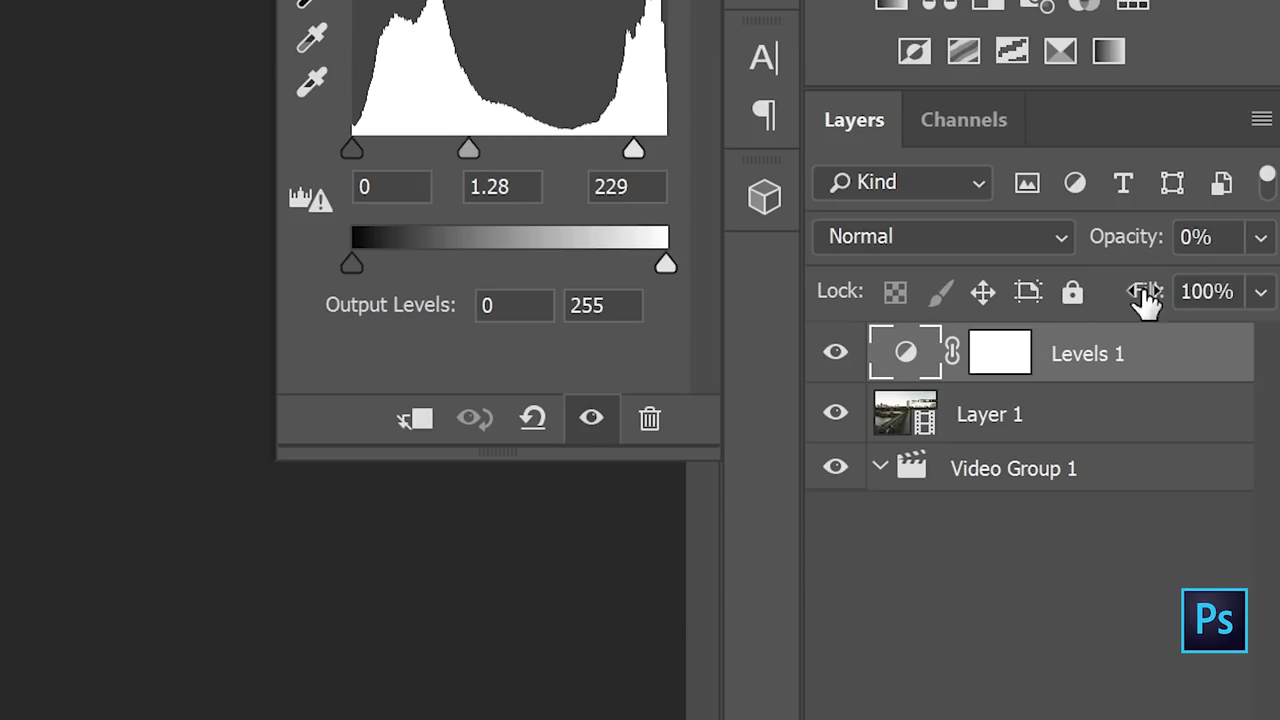 A
Layers
Channels
Kind
T
0
1.28
229
Normal
Opacity:
0%
Lock:
Fill:
100%
Output Levels:
0
255
Levels 1
Layer 1
Video Group 1
Ps